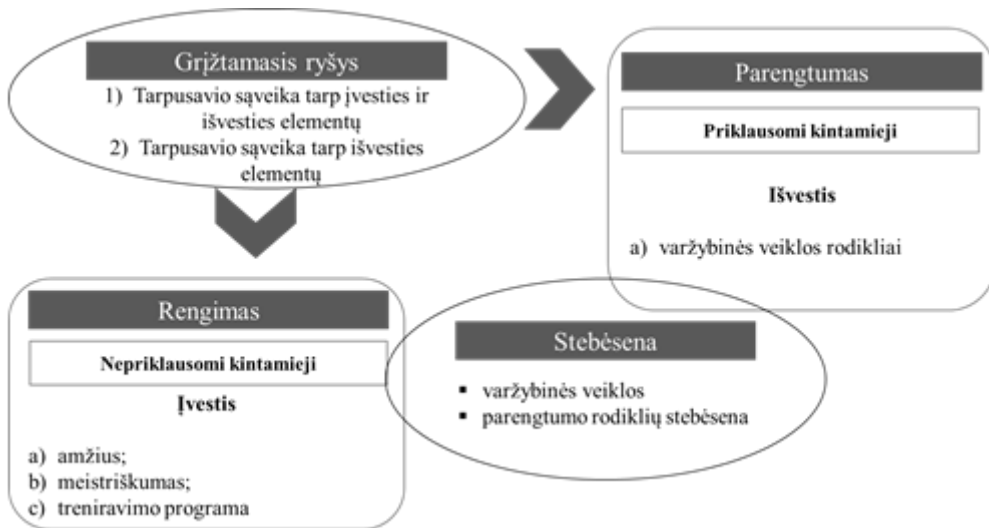 Grįžtamasis ryšys
1) Tarpusavio sąveika tarp įvesties ir
išvesties elementų
2) Tarpusavio sąveika tarp išvesties
elementų
Parengtumas
Priklausomi kintamieji
Išvestis
a) varžybinės veiklos rodikliai
Rengimas
Nepriklausomi kintamieji
Įvestis
a) amžius;
b) meistriškumas;
c) treniravimo programa
Stebėsena
▪ varžybinės veiklos
▪ parengtumo rodiklių stebėsena